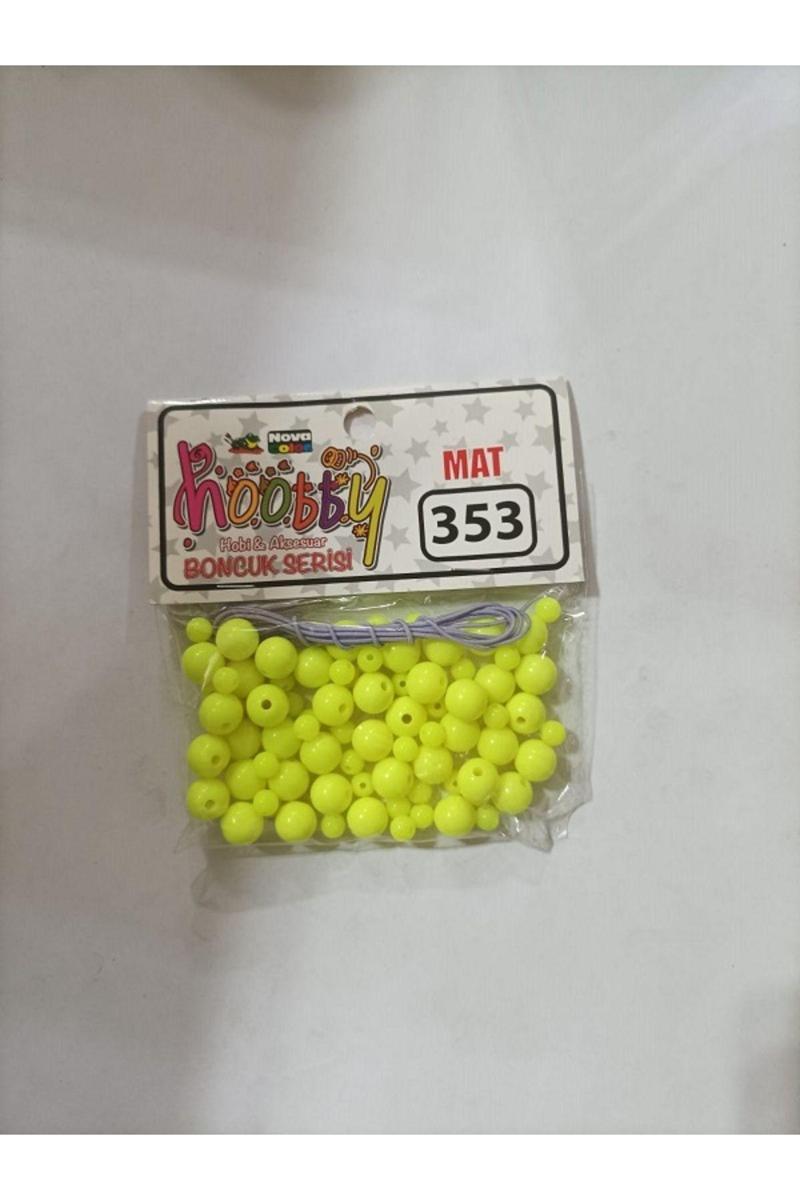 Nova
Color
hoobby
Hobi & Aksesuar
BONCUK SERİSİ
MAT
353